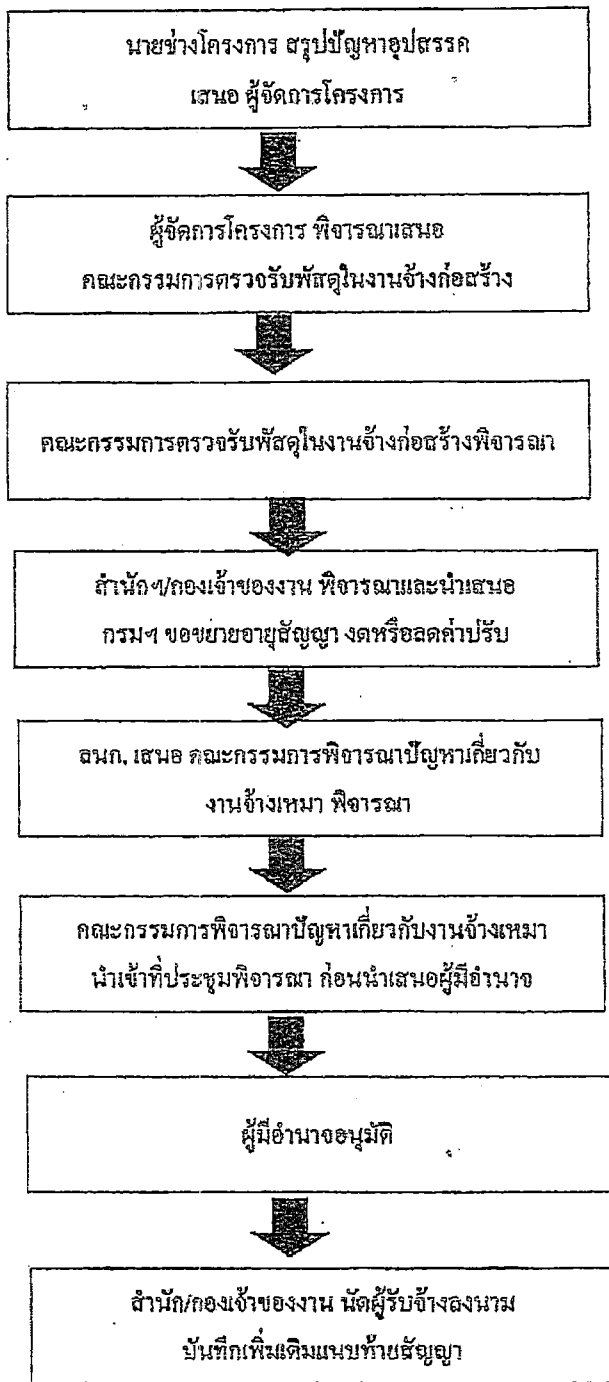 นายช่างโครงการ สรุปปัญหาอุปสรรค
เสนอ ผู้จัดการโครงการ
ผู้จัดการโครงการ พิจารณาเสนอ
คณะกรรมการตรวจรับพัสดุในงานจ้างก่อสร้าง
คณะกรรมการตรวจรับพัสดุในงานจ้างก่อสร้างพิจารณา
สำนักฯ/กองเจ้าของงาน พิจารณาและนำเสนอ
กรมฯ ขอขยายอายุสัญญา งดหรือลดค่าปรับ
ลนก. เสนอ คณะกรรมการพิจารณาปัญหาเกี่ยวกับ
งานจ้างเหมา พิจารณา
คณะกรรมการพิจารณาปัญหาเกี่ยวกับงานจ้างเหมา
นำเข้าที่ประชุมพิจารณา ก่อนนำเสนอผู้มีอำนาจ
ผู้มีอำนาจอนุมัติ
สำนัก/กองเจ้าของงาน นัดผู้รับจ้างลงนาม
บันทึกเพิ่มเติมแนบท้ายสัญญา